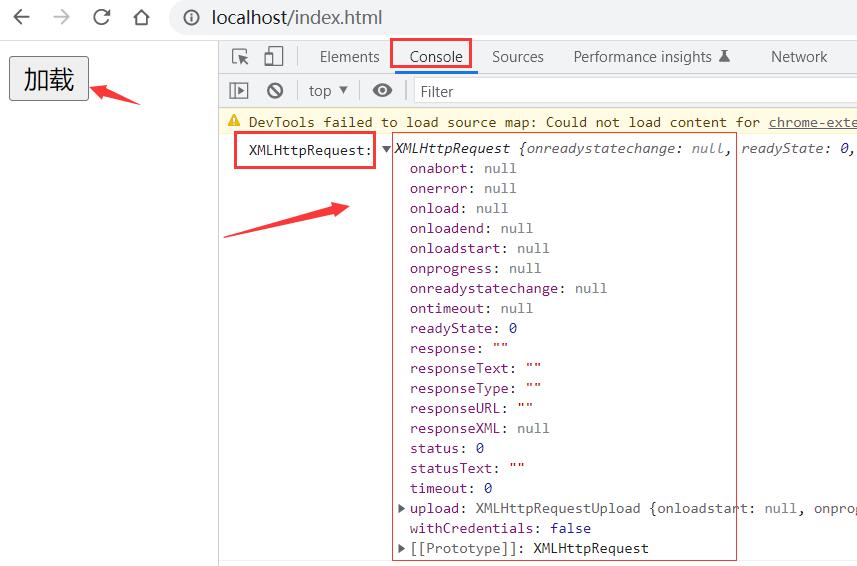 localhost/index.html
加载
Elements Console Sources Performance insights Network
top Filter
DevTools failed to load source map: Could not load content for chrome-exte
XMLHttpRequest: XMLHttpRequest {onreadystatechange: null, readyState: 0,
onabort: null
onerror: null
onload: null
onloadend: null
onloadstart: null
onprogress: null
onreadystatechange: null
ontimeout: null
readyState: 0
response: ""
responseText: ""
responseType: ""
responseURL: ""
responseXML: null
status: 0
statusText: ""
timeout: 0
upload: XMLHttpRequestUpload {onloadstart: null, onprog
withCredentials: false
[[Prototype]]: XMLHttpRequest